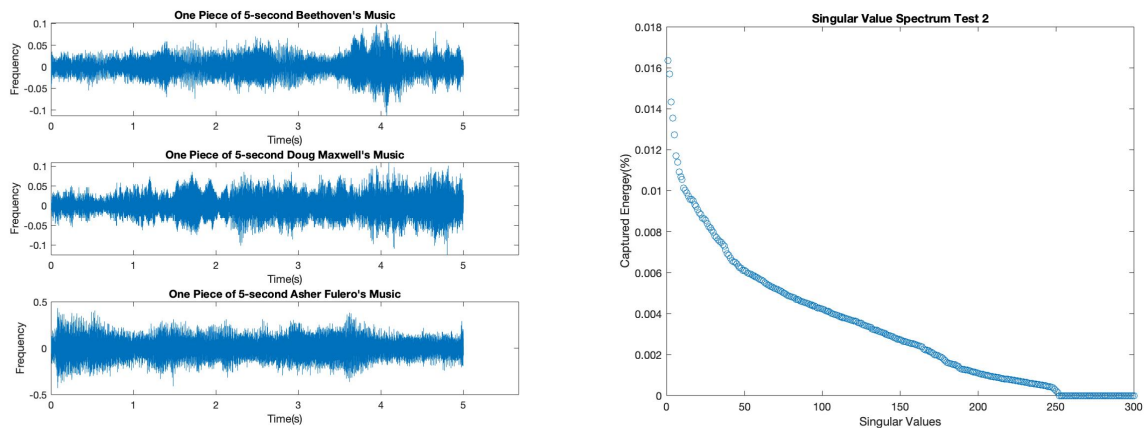 One Piece of 5-second Beethoven's Music
0.1
0.05
0
-0.05
-0.1
Frequency
0 1 2 3 4 5
Time(s)
One Piece of 5-second Doug Maxwell's Music
0.1
0.05
0
-0.05
-0.1
Frequency
0 1 2 3 4 5
Time(s)
One Piece of 5-second Asher Fulero's Music
0.5
0
-0.5
Frequency
0 1 2 3 4 5
Time(s)
Singular Value Spectrum Test 2
0.018
0.016
0.014
0.012
0.01
0.008
0.006
0.004
0.002
0
Captured Energey(%)
0 50 100 150 200 250 300
Singular Values